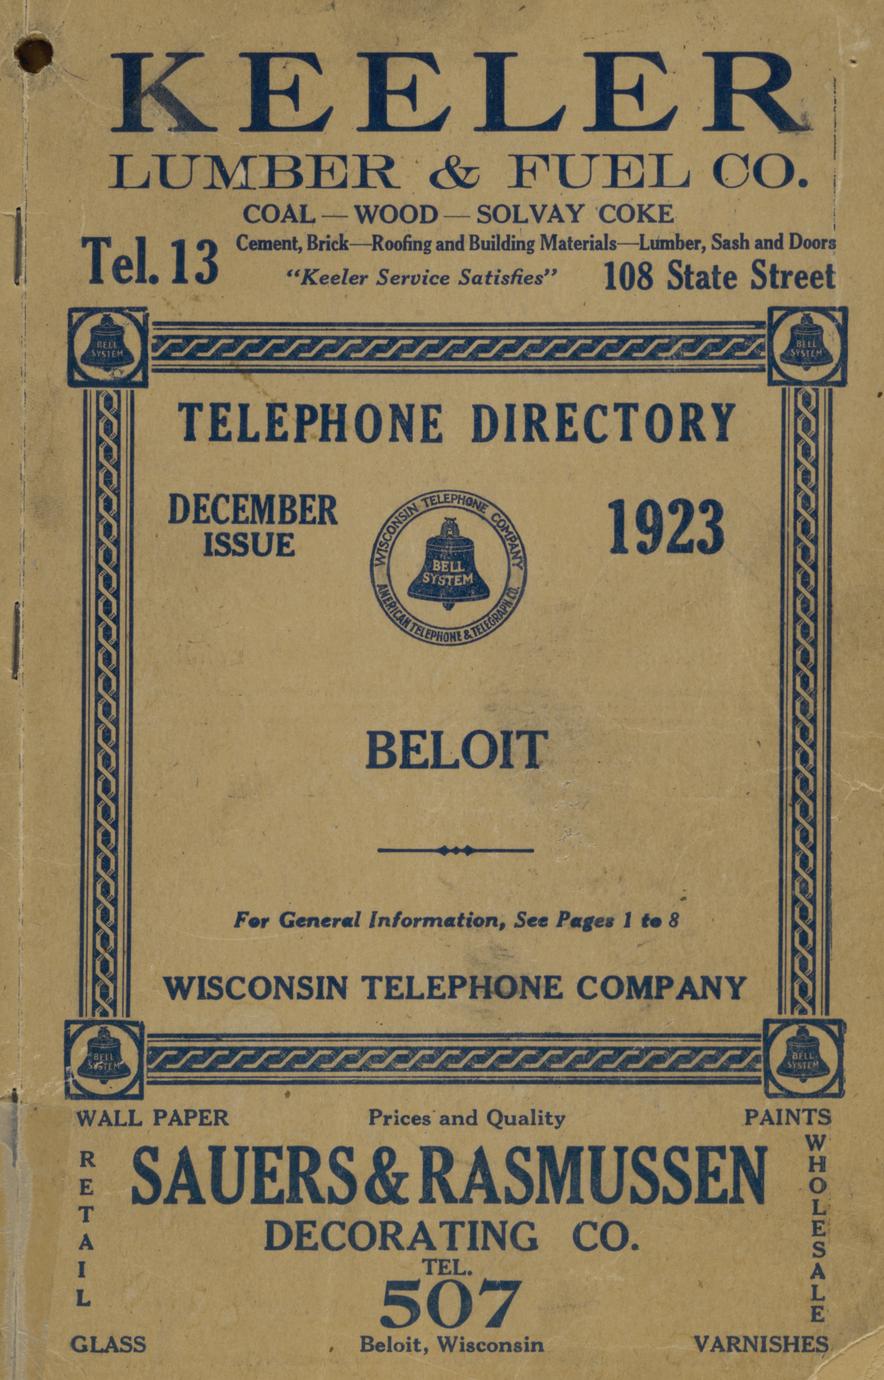 KEELER
LUMBER & FUEL CO.
COAL — WOOD — SOLVAY COKE
Tel. 13
Cement, Brick—Roofing and Building Materials—Lumber, Sash and Doors
"Keeler Service Satisfies"
108 State Street
BELL SYSTEM
BELL SYSTEM
TELEPHONE DIRECTORY
DECEMBER
ISSUE
WISCONSIN TELEPHONE COMPANY
BELL
SYSTEM
AMERICAN TELEPHONE & TELEGRAPH CO.
1923
BELOIT
For General Information, See Pages 1 to 8
WISCONSIN TELEPHONE COMPANY
BELL SYSTEM
BELL SYSTEM
WALL PAPER
Prices and Quality
PAINTS
RETAIL
SAUERS & RASMUSSEN
WHOLESALE
DECORATING CO.
TEL.
507
GLASS
Beloit, Wisconsin
VARNISHES